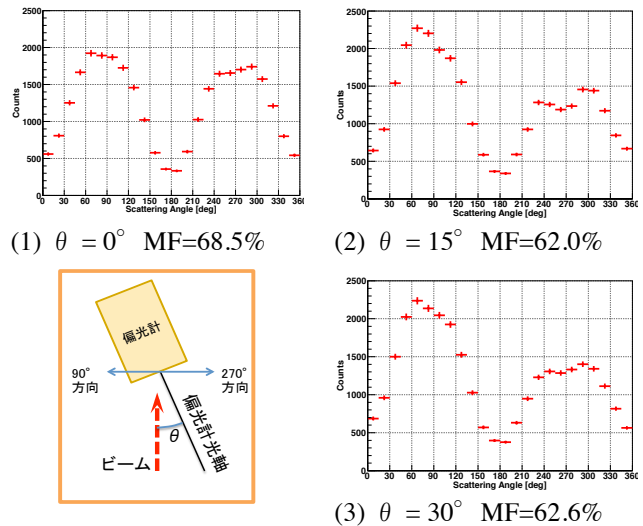 2500
2000
1500
1000
500
0
Counts
0 30 60 90 120 150 180 210 240 270 300 330 360
Scattering Angle [deg]
(1) θ = 0° MF=68.5%
2500
2000
1500
1000
500
0
Counts
0 30 60 90 120 150 180 210 240 270 300 330 360
Scattering Angle [deg]
(2) θ = 15° MF=62.0%
偏光計
90°
方向
270°
方向
θ
偏光計光軸
ビーム
2500
2000
1500
1000
500
0
Counts
0 30 60 90 120 150 180 210 240 270 300 330 360
Scattering Angle [deg]
(3) θ = 30° MF=62.6%